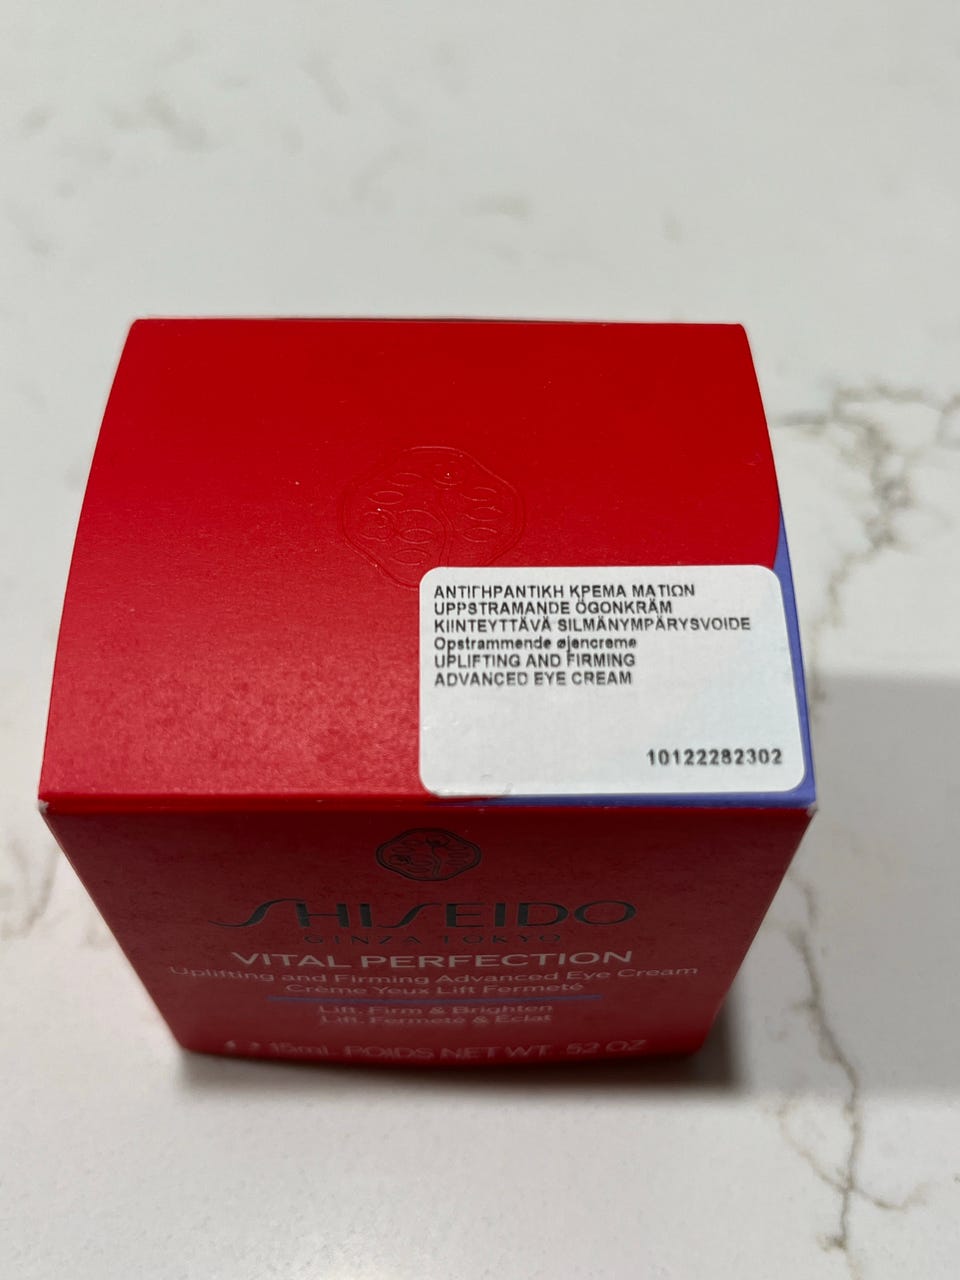 ΑΝΤΙΓΗΡΑΝΤΙΚΗ ΚΡΕΜΑ ΜΑΤΙΩΝ
UPPSTRAMANDE ÖGONKRÄM
KIINTEYTTÄVÄ SILMÄNYMPÄRYSVOIDE
Opstrammende øjencreme
UPLIFTING AND FIRMING
ADVANCED EYE CREAM
10122282302
SHISEIDO
GINZA TOKYO
VITAL PERFECTION
Uplifting and Firming Advanced Eye Cream
Crème Yeux Lift Fermeté
Lift, Firm & Brighten
Lift, Fermeté & Éclat
15mL POIDS NET WT. .52 OZ